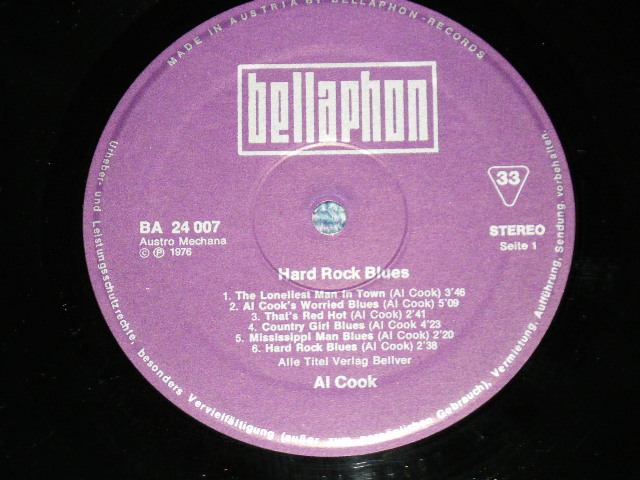 MADE IN AUSTRIA BY BELLAPHON-RECORDS
bellaphon
33
BA 24 007
Austro Mechana
© ℗ 1976
STEREO
Seite 1
Hard Rock Blues
1. The Loneliest Man in Town (Al Cook) 3'46
2. Al Cook's Worried Blues (Al Cook) 5'09
3. That's Red Hot (Al Cook) 2'41
4. Country Girl Blues (Al Cook 4'23
5. Mississippi Man Blues (Al Cook) 2'20
6. Hard Rock Blues (Al Cook) 2'38
Alle Titel Verlag Bellver
Al Cook
Urheber- und Leistungsschutzrechte, besonders Vervielfältigung (außer zum persönlichen Gebrauch), Vermietung, Aufführung, Sendung, vorbehalten.